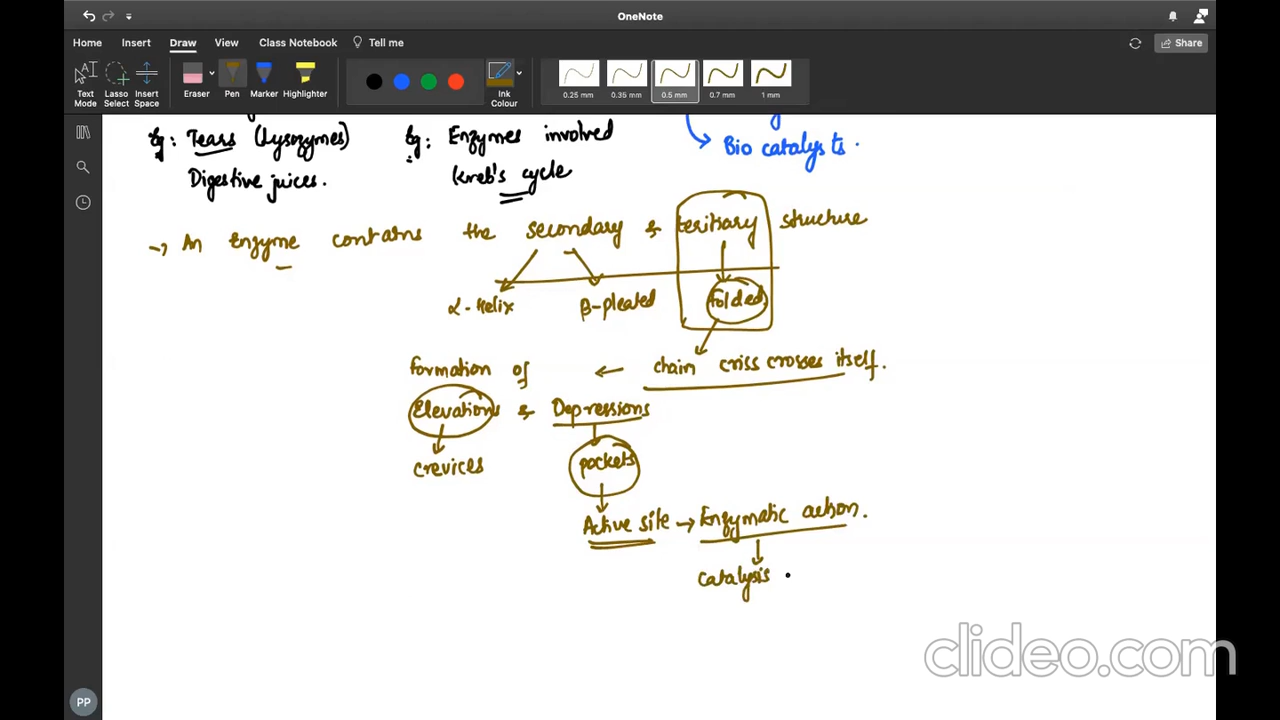 OneNote
Home Insert Draw View Class Notebook Tell me
Share
Text Mode
Lasso Select
Insert Space
Eraser
Pen
Marker
Highlighter
Ink Colour
0.25 mm
0.35 mm
0.5 mm
0.7 mm
1 mm
Eg: Tears (Lysozymes)
Digestive juices.
Eg: Enzymes involved
Kreb's cycle
Bio catalysts.
→ An Enzyme contains the secondary & teritiary structure
α-Helix
β-pleated
folded
formation of ← chain criss crosses itself.
Elevations & Depressions
crevices
pockets
Active site → Enzymatic action.
catalysis
PP
clideo.com